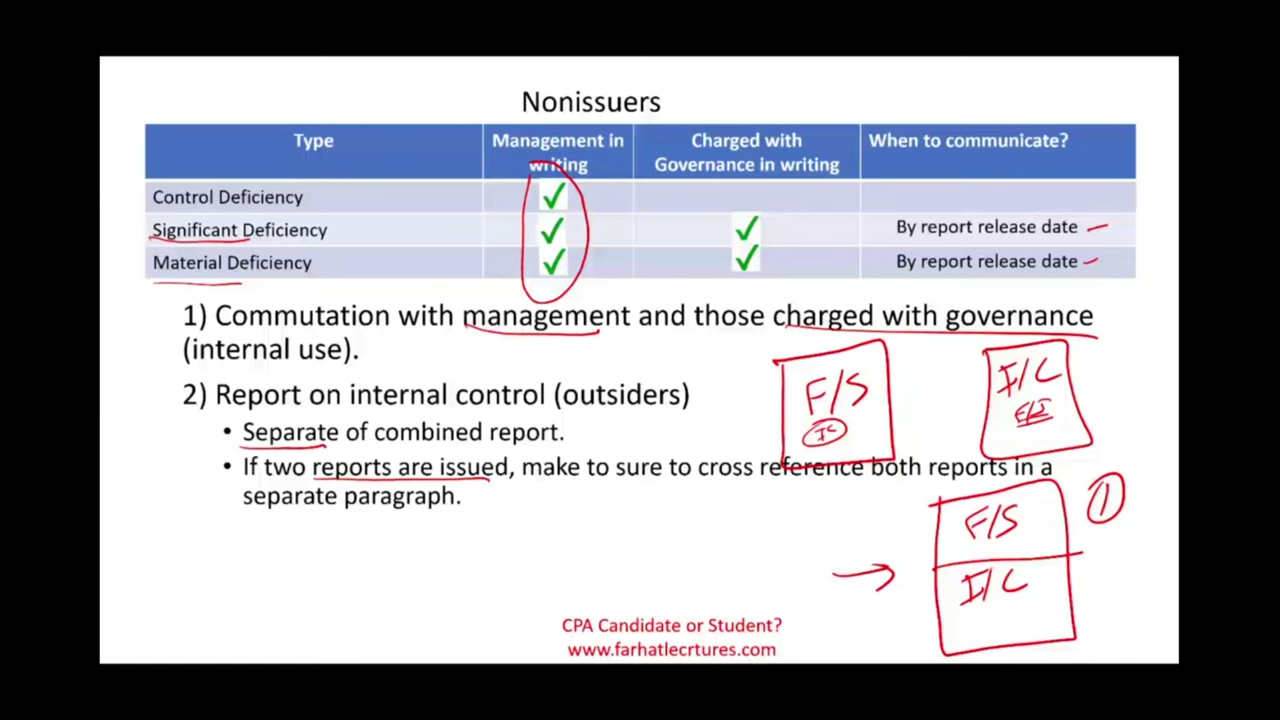 Nonissuers
Type Management in writing Charged with Governance in writing When to communicate?
Control Deficiency ✓
Significant Deficiency ✓ ✓ By report release date
Material Deficiency ✓ ✓ By report release date
1) Commutation with management and those charged with governance
(internal use).
2) Report on internal control (outsiders)
• Separate of combined report.
• If two reports are issued, make to sure to cross reference both reports in a
separate paragraph.
F/S
IC
I/C
F/S
I/C
1
CPA Candidate or Student?
www.farhatlecrtures.com